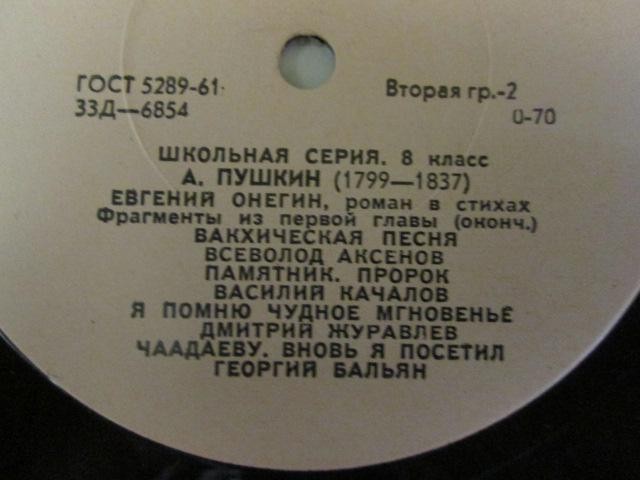 ГОСТ 5289-61
Вторая гр.-2
33Д—6854
0-70
ШКОЛЬНАЯ СЕРИЯ. 8 класс
А. ПУШКИН (1799—1837)
ЕВГЕНИЙ ОНЕГИН, роман в стихах
Фрагменты из первой главы (оконч.)
ВАКХИЧЕСКАЯ ПЕСНЯ
ВСЕВОЛОД АКСЕНОВ
ПАМЯТНИК. ПРОРОК
ВАСИЛИЙ КАЧАЛОВ
Я ПОМНЮ ЧУДНОЕ МГНОВЕНЬЕ
ДМИТРИЙ ЖУРАВЛЕВ
ЧААДАЕВУ. ВНОВЬ Я ПОСЕТИЛ
ГЕОРГИЙ БАЛЬЯН